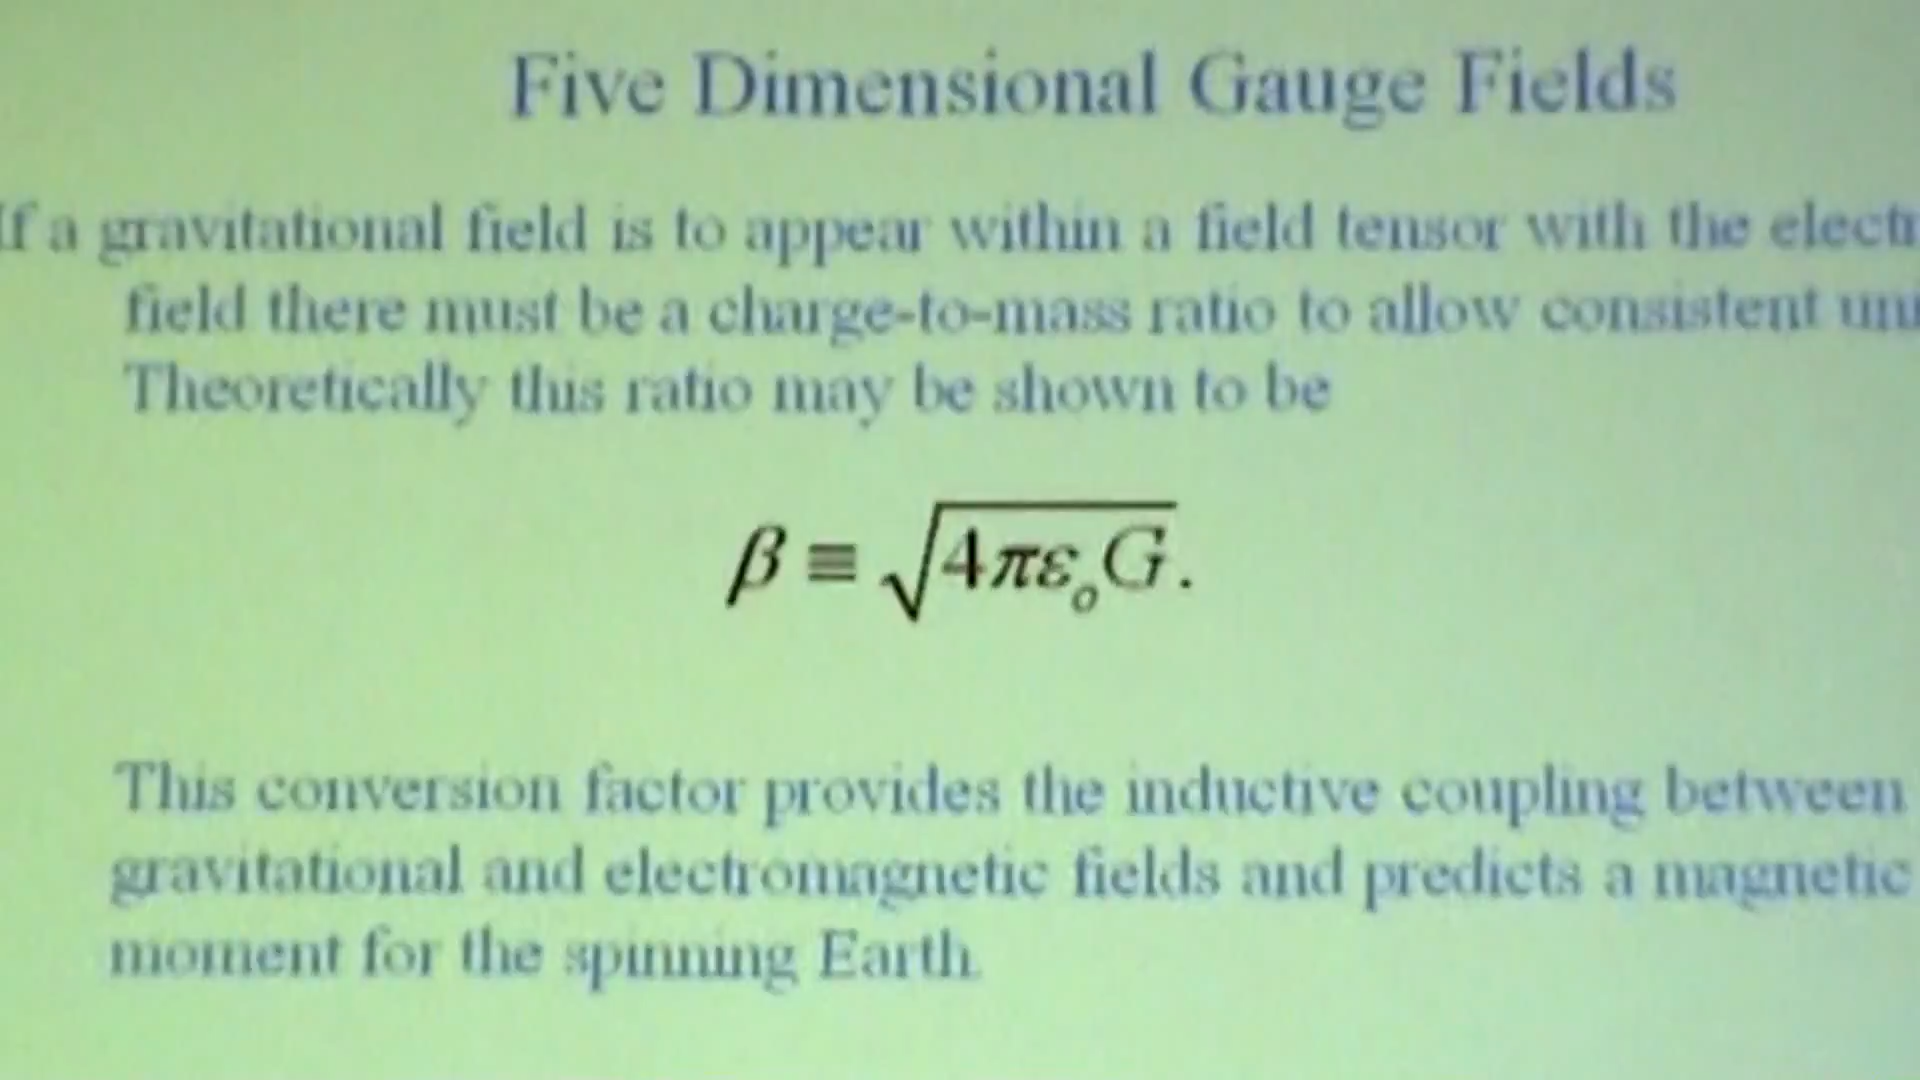 Five Dimensional Gauge Fields
If a gravitational field is to appear within a field tensor with the
field there must be a charge-to-mass ratio to allow consistent
Theoretically this ratio may be shown to be
β ≡ √4πε₀G.
This conversion factor provides the inductive coupling between
gravitational and electromagnetic fields and predicts a magnetic
moment for the spinning Earth.